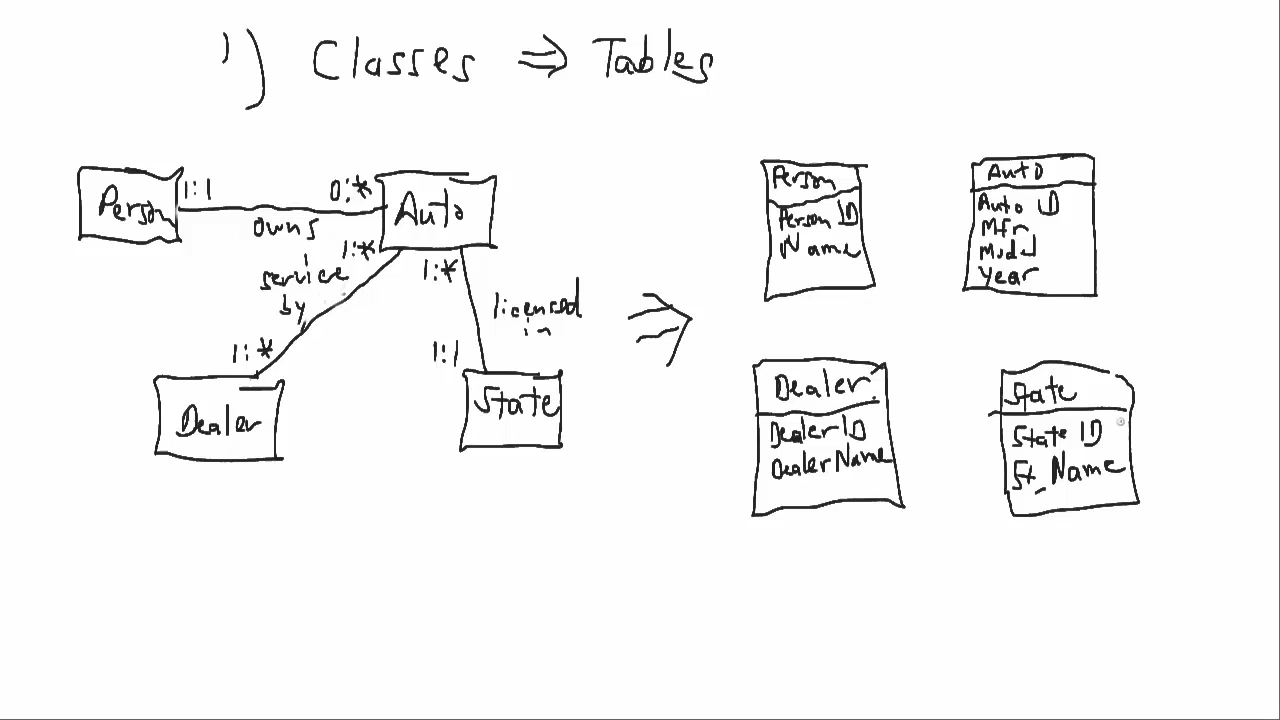 1) Classes ⇒ Tables
Person
1:1
0:*
owns
Auto
1:*
service
by
1:*
1:*
licensed
in
1:1
Dealer
State
Person
Person ID
Name
Auto
Auto ID
Mfr
Model
Year
Dealer
Dealer ID
Dealer Name
State
State ID
St_Name